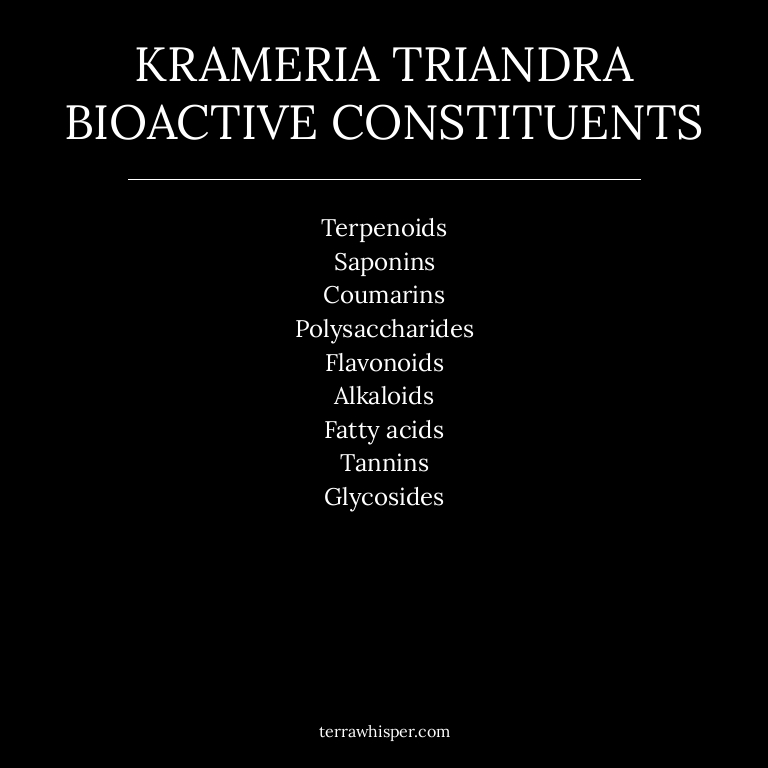 KRAMERIA TRIANDRA
BIOACTIVE CONSTITUENTS
Terpenoids
Saponins
Coumarins
Polysaccharides
Flavonoids
Alkaloids
Fatty acids
Tannins
Glycosides
terrawhisper.com